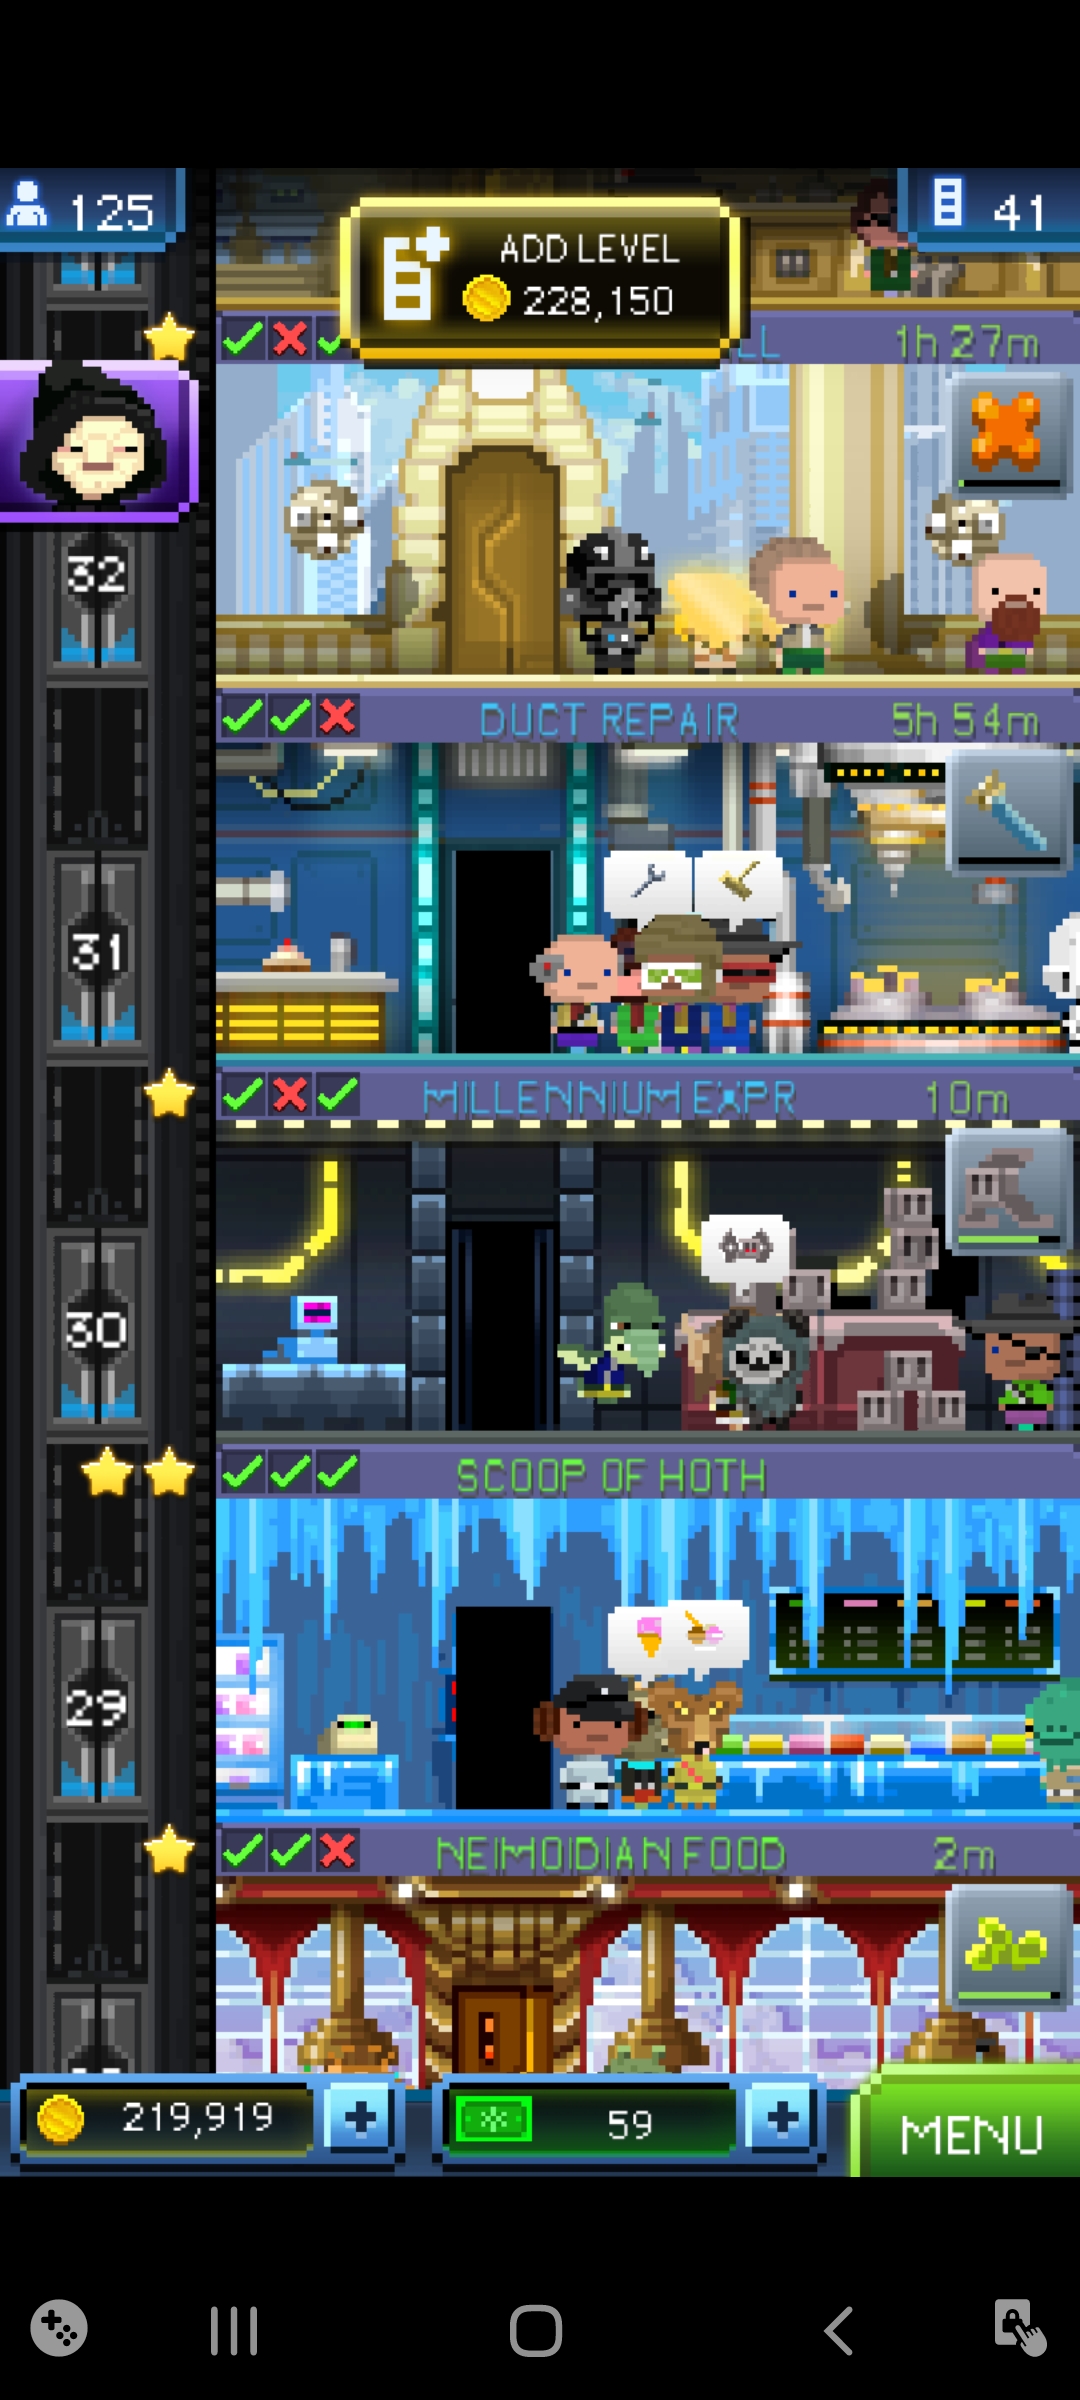 125
41
ADD LEVEL
228,150
LL
1h 27m
32
DUCT REPAIR
5h 54m
31
MILLENNIUM EXPR
10m
30
SCOOP OF HOTH
29
NEIMOIDIAN FOOD
2m
219,919
59
MENU